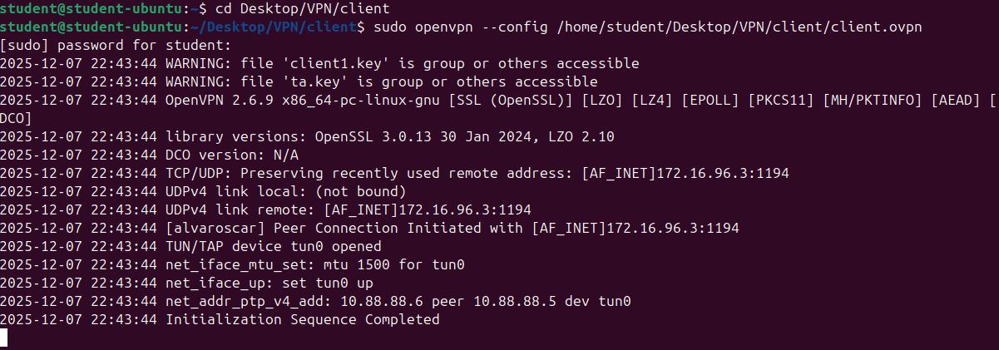 student@student-ubuntu:~$ cd Desktop/VPN/client
student@student-ubuntu:~/Desktop/VPN/client$ sudo openvpn --config /home/student/Desktop/VPN/client/client.ovpn
[sudo] password for student:
2025-12-07 22:43:44 WARNING: file 'client1.key' is group or others accessible
2025-12-07 22:43:44 WARNING: file 'ta.key' is group or others accessible
2025-12-07 22:43:44 OpenVPN 2.6.9 x86_64-pc-linux-gnu [SSL (OpenSSL)] [LZO] [LZ4] [EPOLL] [PKCS11] [MH/PKTINFO] [AEAD] [
DCO]
2025-12-07 22:43:44 library versions: OpenSSL 3.0.13 30 Jan 2024, LZO 2.10
2025-12-07 22:43:44 DCO version: N/A
2025-12-07 22:43:44 TCP/UDP: Preserving recently used remote address: [AF_INET]172.16.96.3:1194
2025-12-07 22:43:44 UDPv4 link local: (not bound)
2025-12-07 22:43:44 UDPv4 link remote: [AF_INET]172.16.96.3:1194
2025-12-07 22:43:44 [alvaroscar] Peer Connection Initiated with [AF_INET]172.16.96.3:1194
2025-12-07 22:43:44 TUN/TAP device tun0 opened
2025-12-07 22:43:44 net_iface_mtu_set: mtu 1500 for tun0
2025-12-07 22:43:44 net_iface_up: set tun0 up
2025-12-07 22:43:44 net_addr_ptp_v4_add: 10.88.88.6 peer 10.88.88.5 dev tun0
2025-12-07 22:43:44 Initialization Sequence Completed